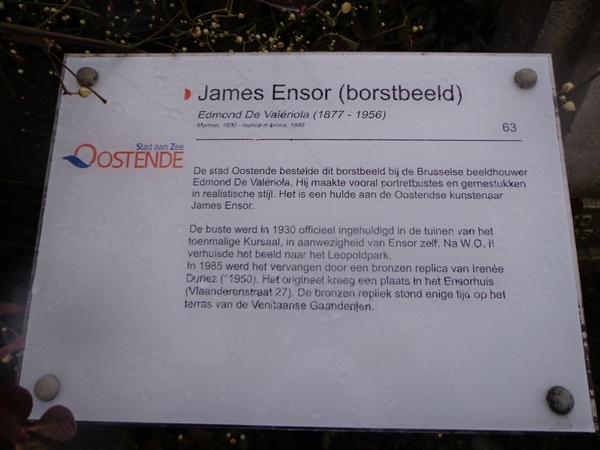 James Ensor (borstbeeld)
Edmond De Valériola (1877 - 1956)
Marmer, 1930 - replica in brons, 1985
63
Stad aan Zee
OOSTENDE
De stad Oostende bestelde dit borstbeeld bij de Brusselse beeldhouwer
Edmond De Valériola. Hij maakte vooral portretbustes en genrestukken
in realistische stijl. Het is een hulde aan de Oostendse kunstenaar
James Ensor.
De buste werd in 1930 officieel ingehuldigd in de tuinen van het
toenmalige Kursaal, in aanwezigheid van Ensor zelf. Na W.O. II
verhuisde het beeld naar het Leopoldpark.
In 1985 werd het vervangen door een bronzen replica van Irenée
Duriez (°1950). Het origineel kreeg een plaats in het Ensorhuis
(Vlaanderenstraat 27). De bronzen repliek stond enige tijd op het
terras van de Venitaanse Gaanderijen.